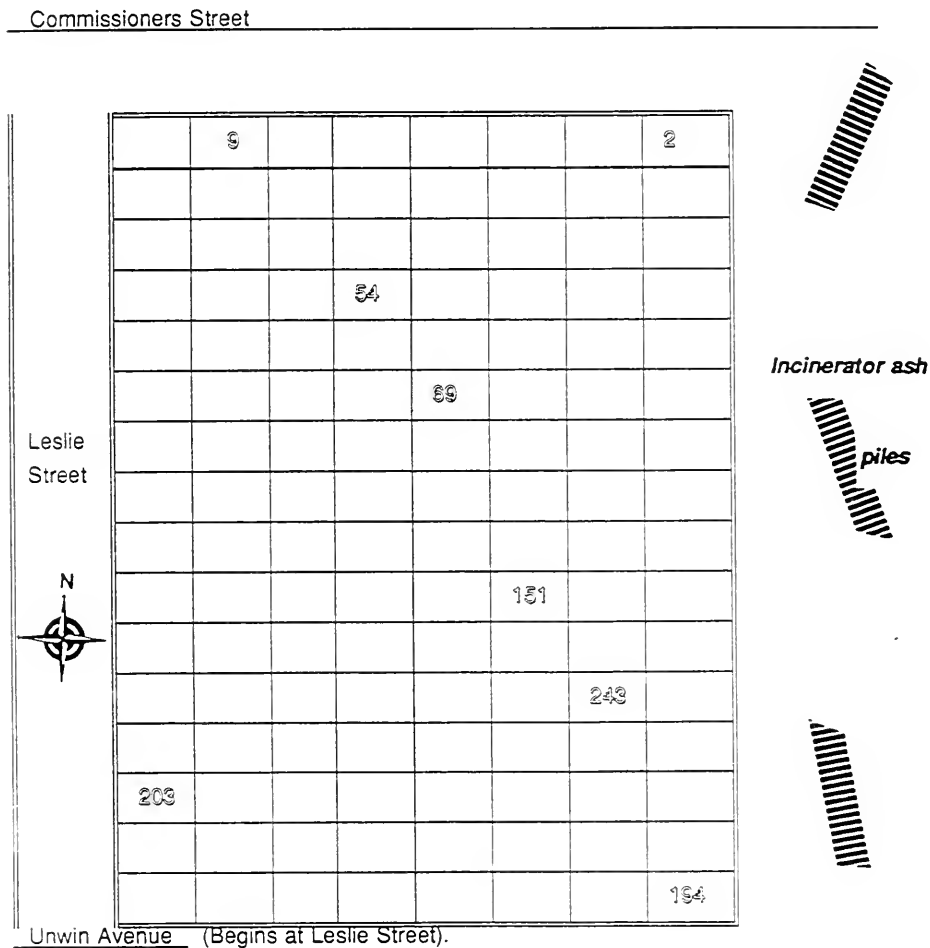 Commissioners Street
9
2
54
Incinerator ash
69
Leslie
Street
piles
N
151
243
203
194
Unwin Avenue (Begins at Leslie Street).